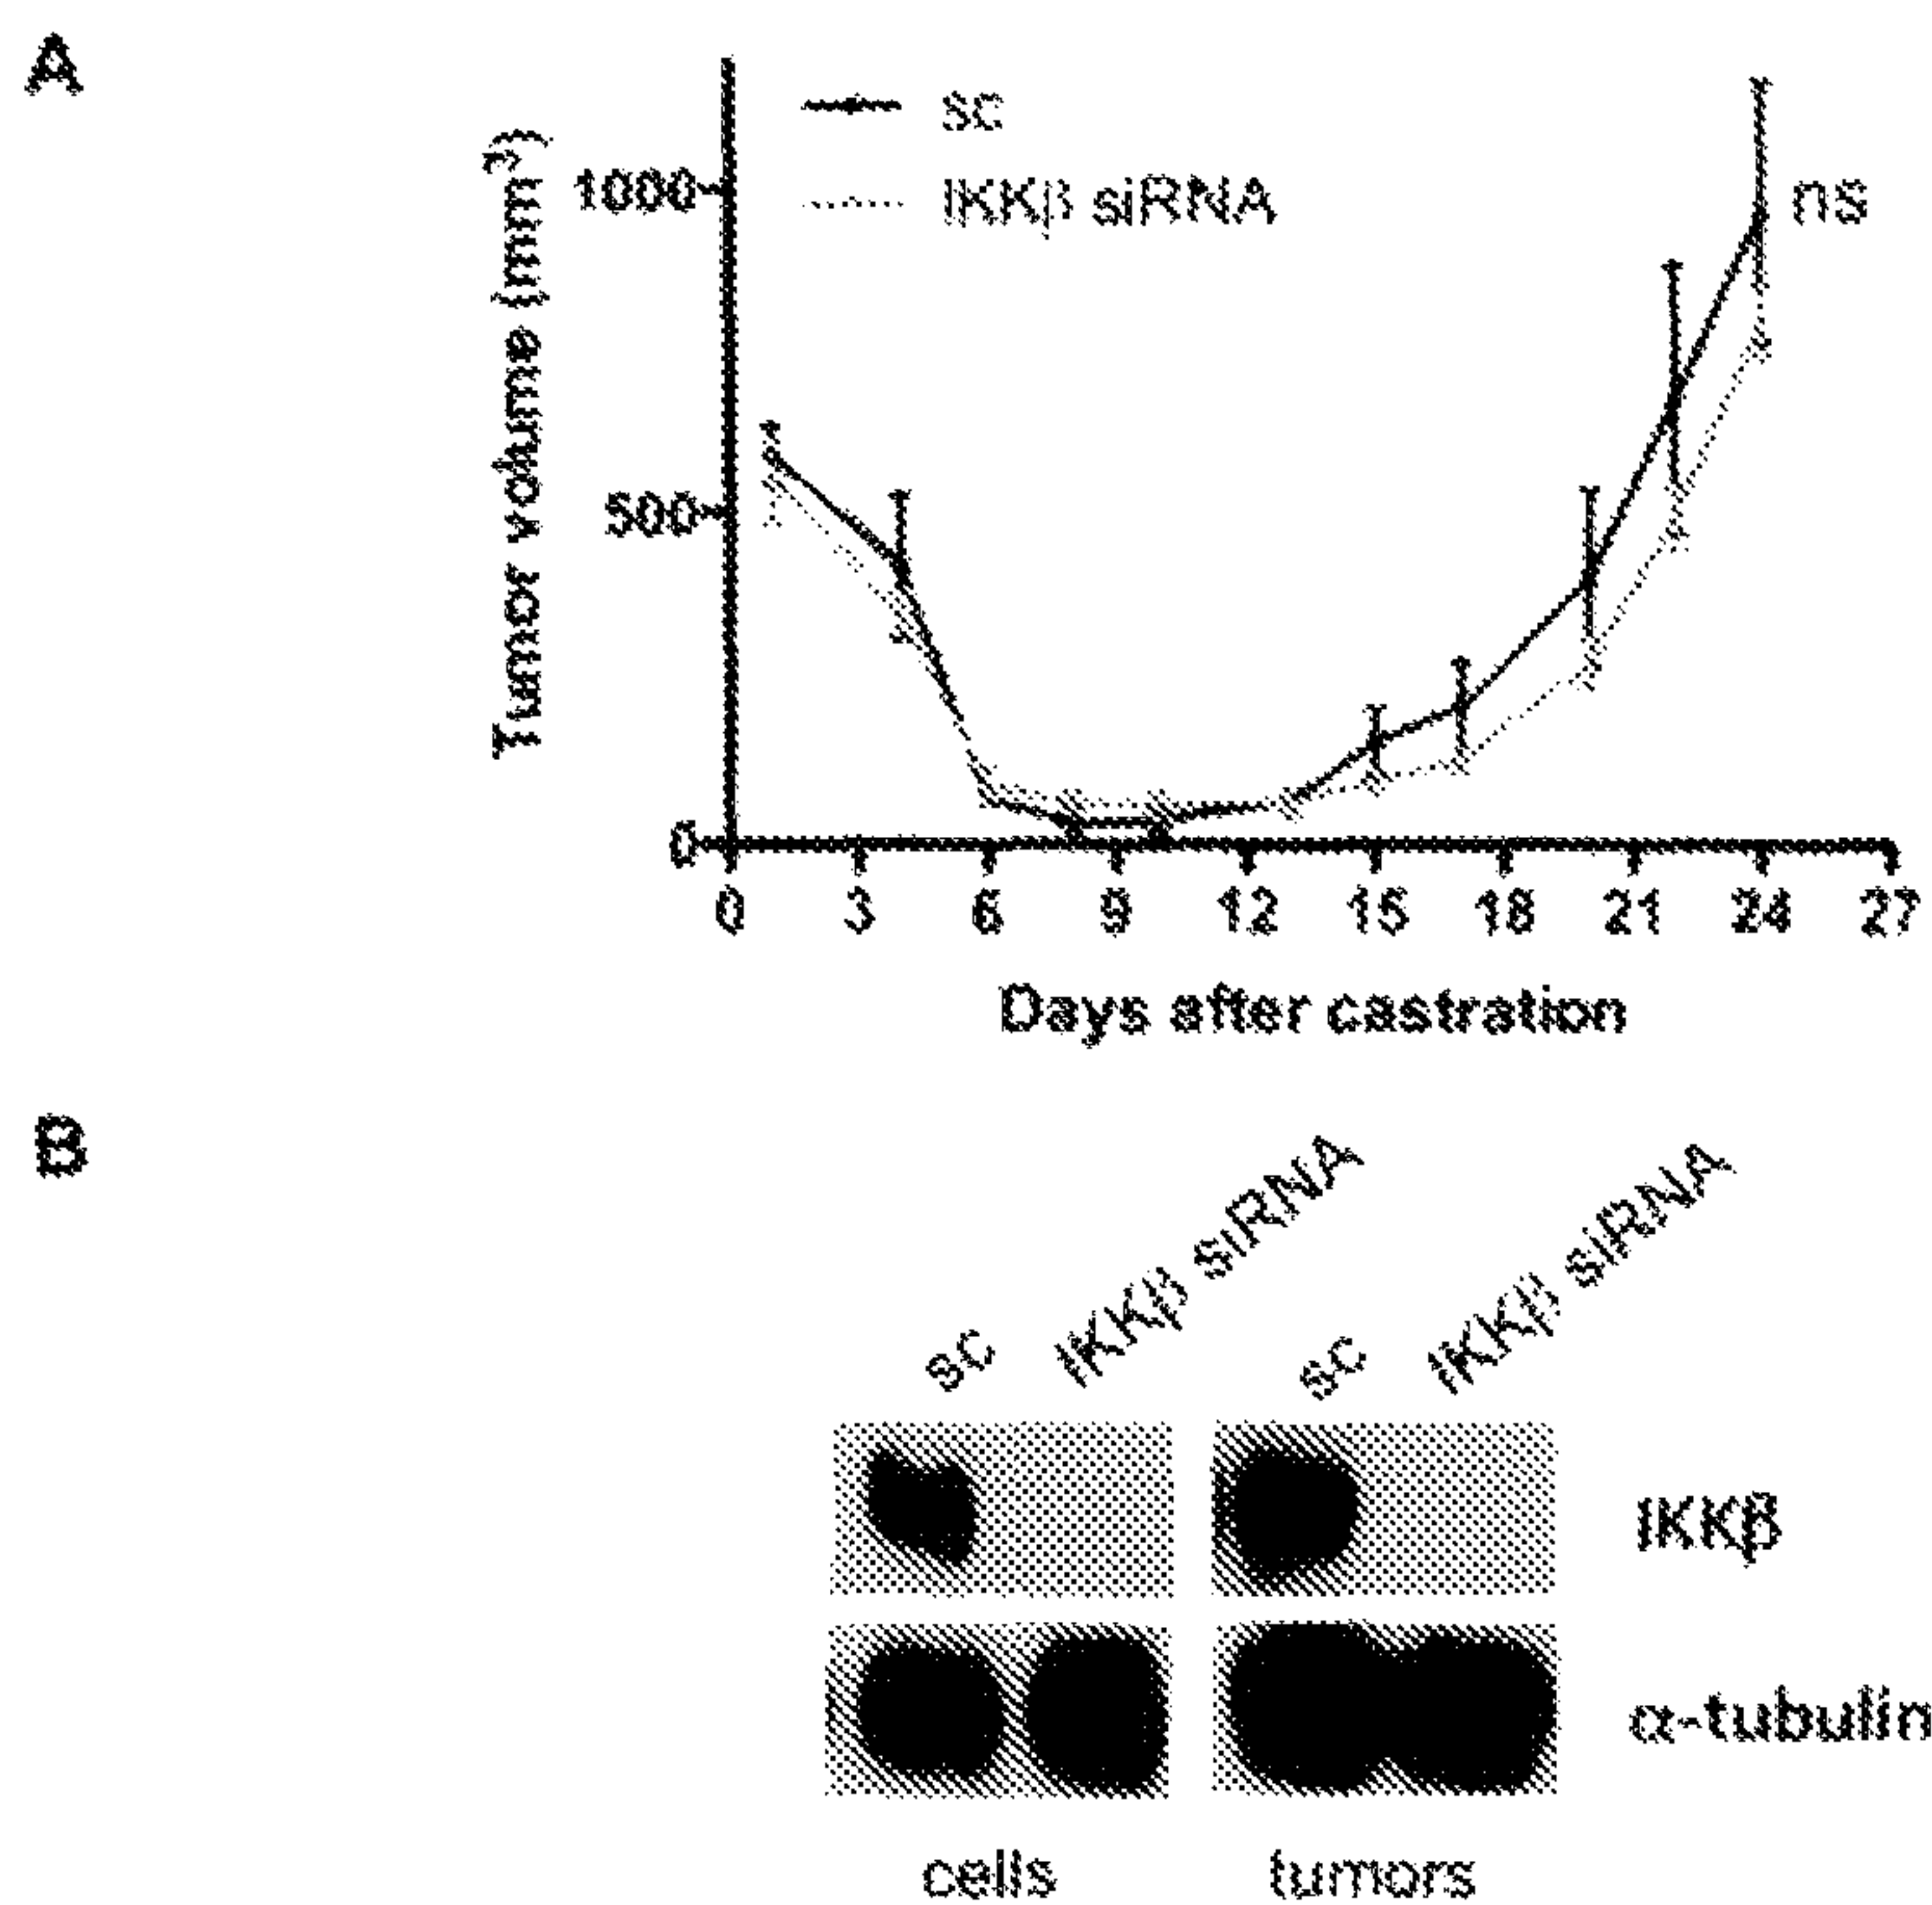 A
sc
IKKβ siRNA
ns
Tumor volume (mm³)
1000
500
0
0 3 6 9 12 15 18 21 24 27
Days after castration
B
sc IKKβ siRNA sc IKKβ siRNA
IKKβ
α-tubulin
cells tumors